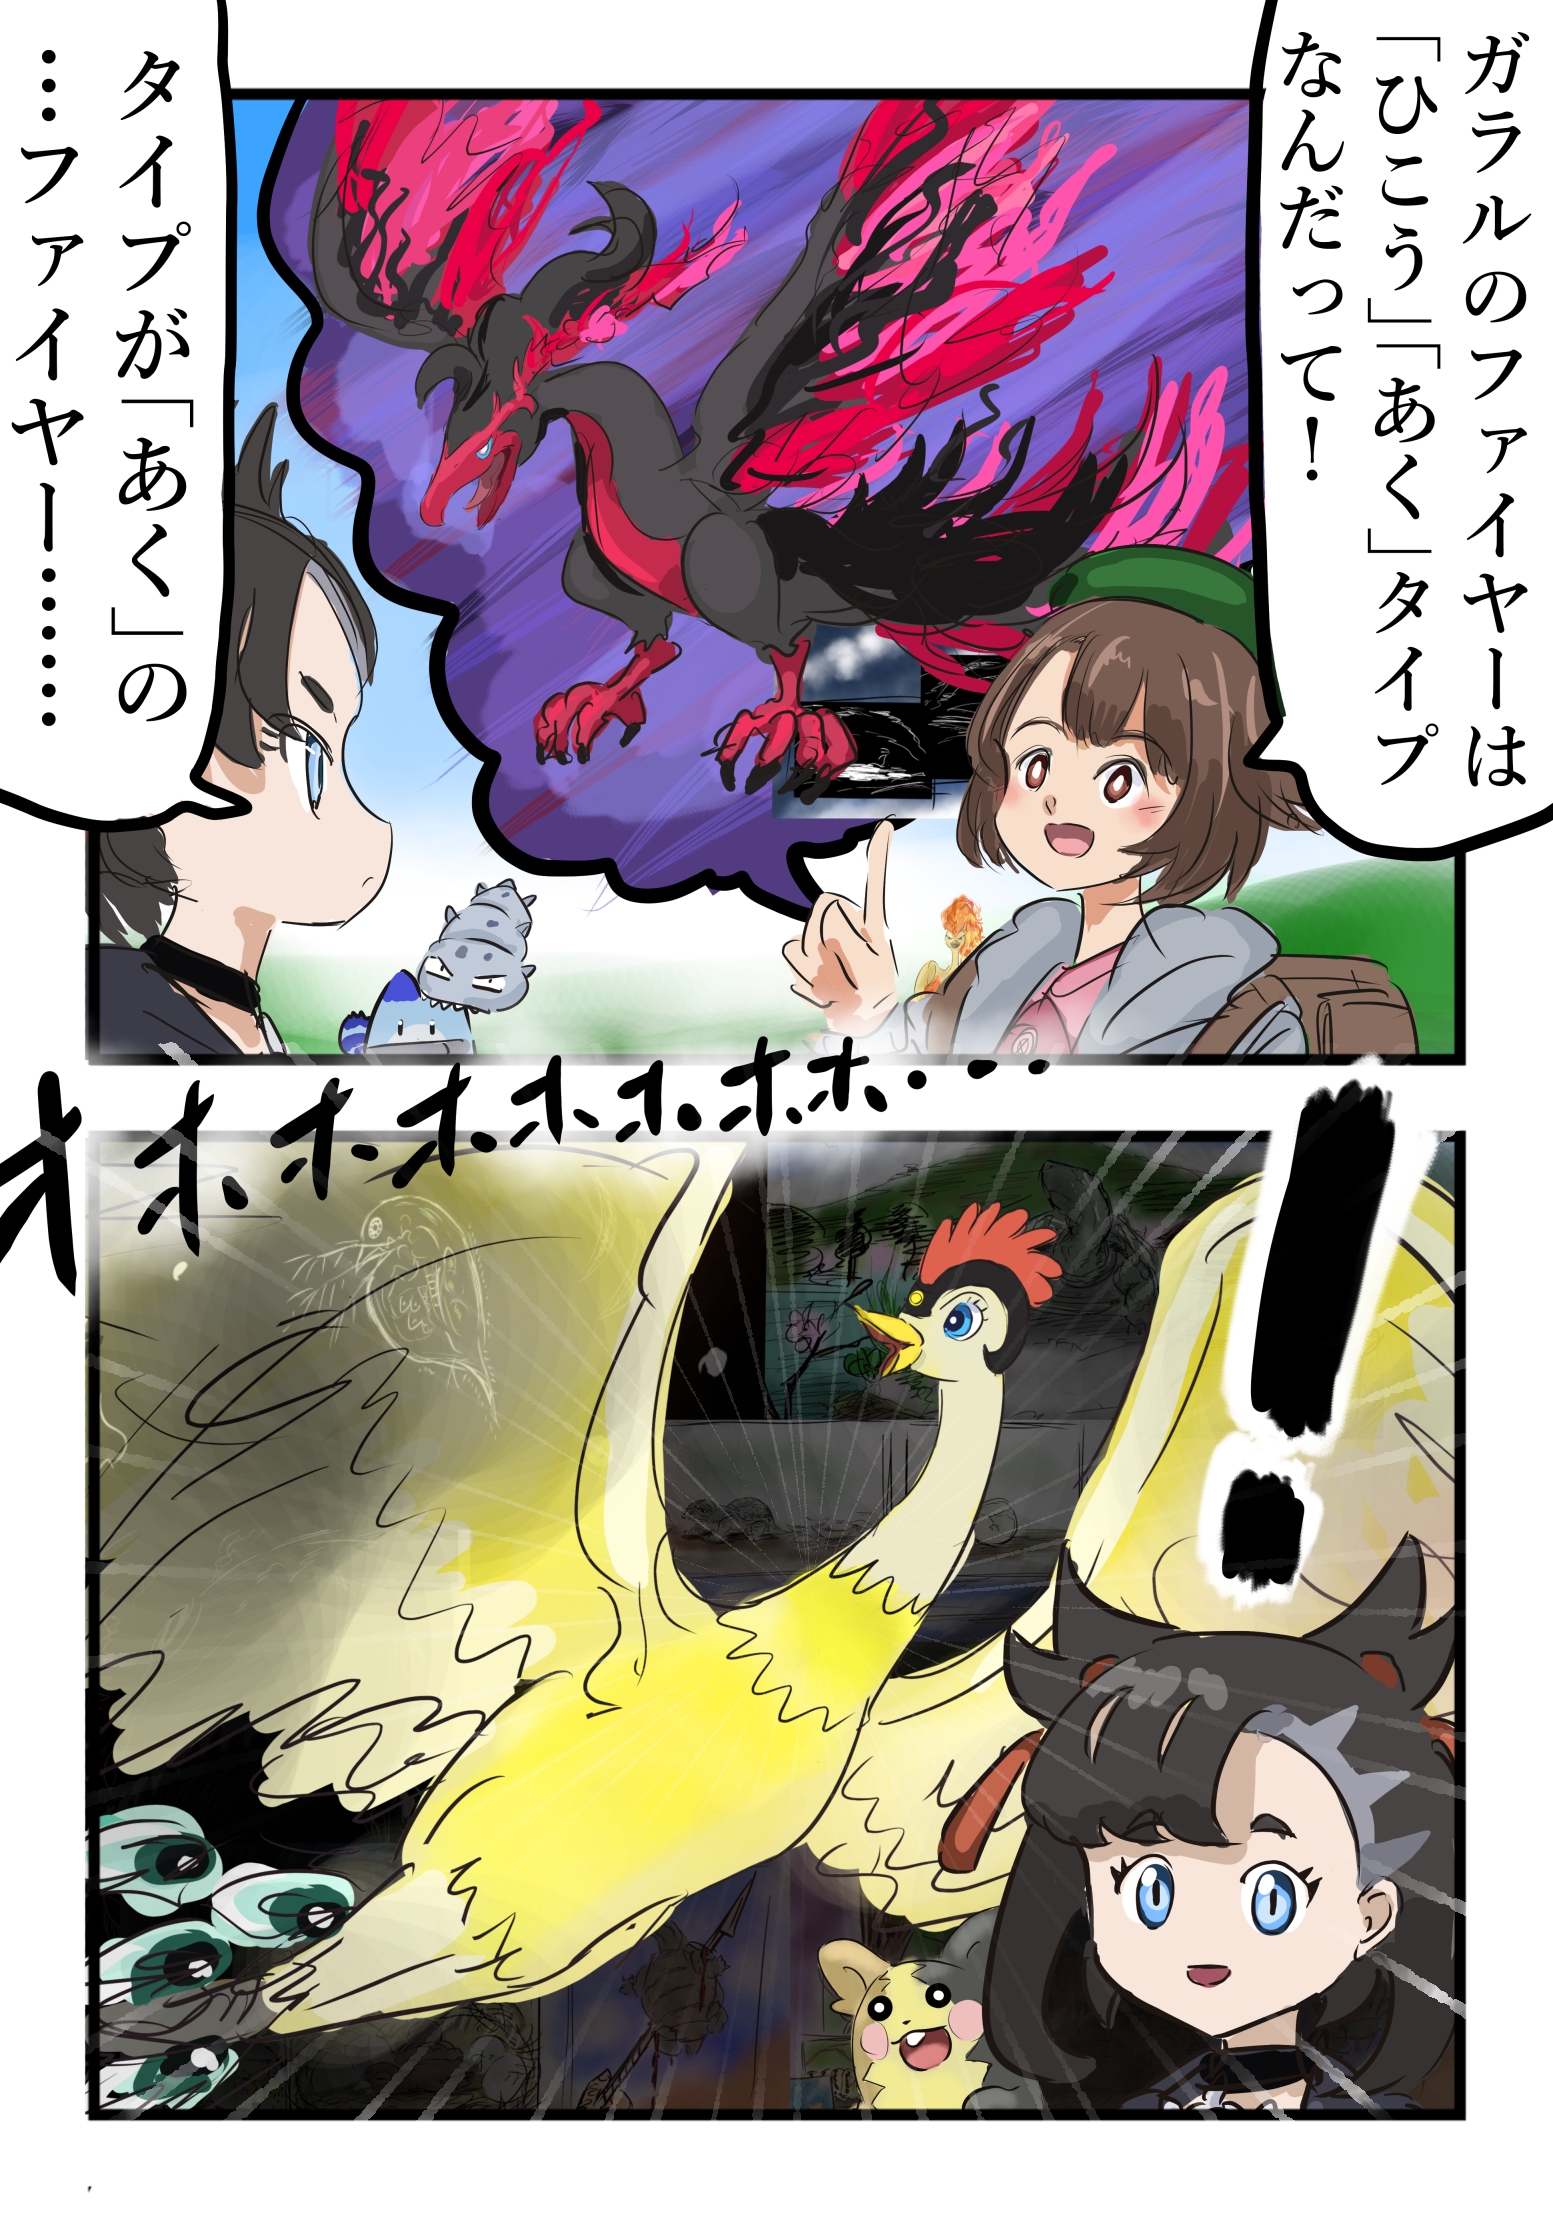 ガラルのファイヤーは
「ひこう」「あく」タイプ
なんだって！
タイプが「あく」の
…ファイヤー………
オホホホホホホホ・・・
！